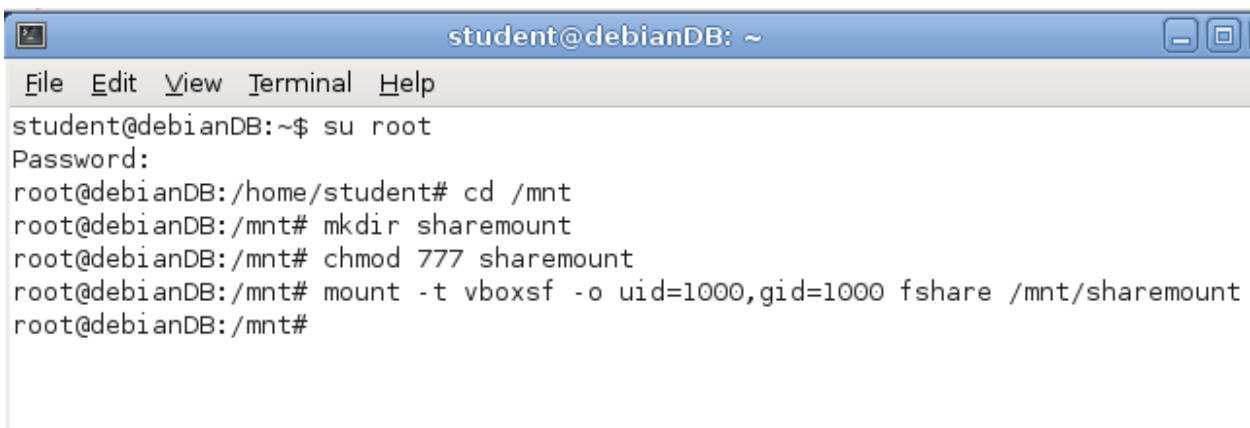 student@debianDB: ~
File Edit View Terminal Help
student@debianDB:~$ su root
Password:
root@debianDB:/home/student# cd /mnt
root@debianDB:/mnt# mkdir sharemount
root@debianDB:/mnt# chmod 777 sharemount
root@debianDB:/mnt# mount -t vboxsf -o uid=1000,gid=1000 fshare /mnt/sharemount
root@debianDB:/mnt#